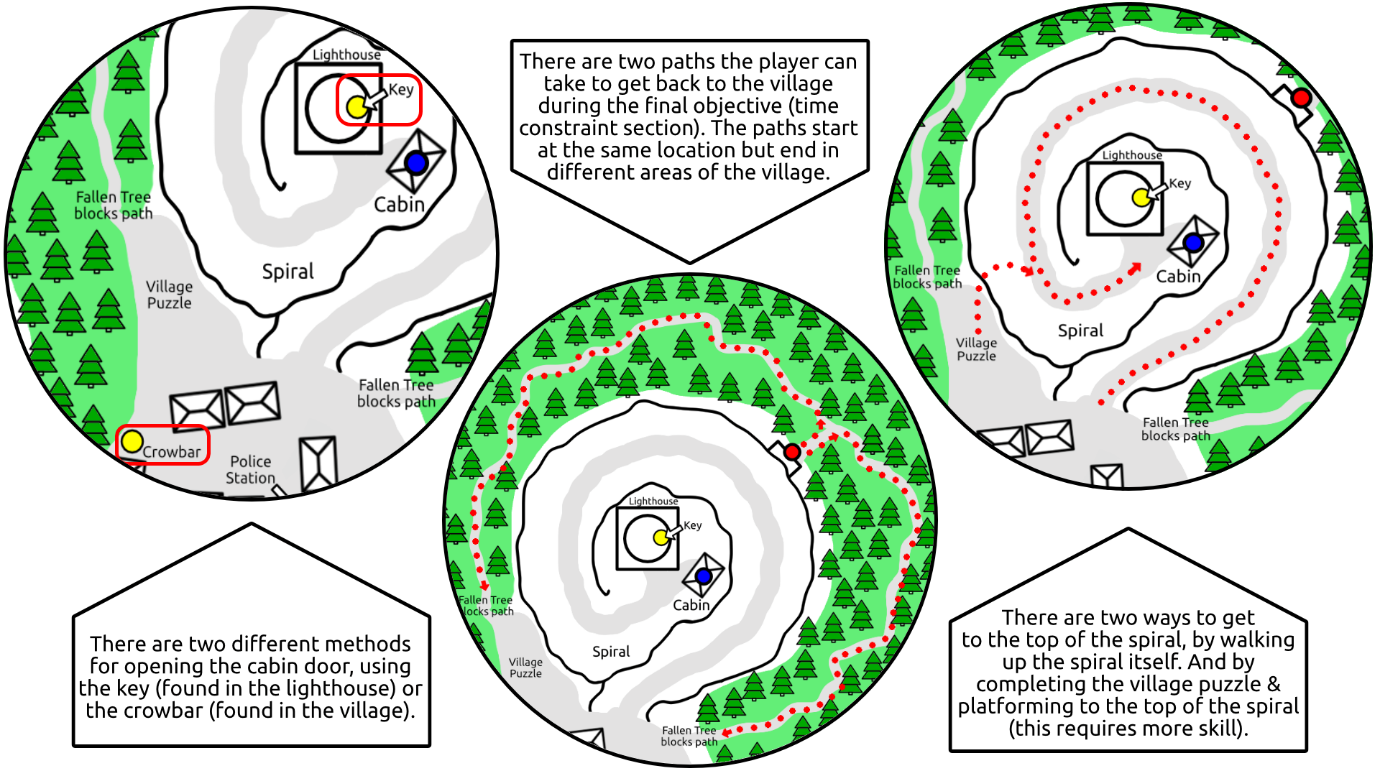 Lighthouse
Key
Cabin
Fallen Tree
blocks path
Spiral
Village
Puzzle
Fallen Tree
blocks path
Crowbar
Police
Station
There are two different methods
for opening the cabin door, using
the key (found in the lighthouse) or
the crowbar (found in the village).
There are two paths the player can
take to get back to the village
during the final objective (time
constraint section). The paths start
at the same location but end in
different areas of the village.
Lighthouse
Key
Cabin
Fallen Tree
blocks path
Spiral
Village
Puzzle
Fallen Tree
blocks path
Lighthouse
Key
Cabin
Fallen Tree
blocks path
Spiral
Village
Puzzle
Fallen Tree
blocks path
There are two ways to get
to the top of the spiral, by walking
up the spiral itself. And by
completing the village puzzle &
platforming to the top of the spiral
(this requires more skill).